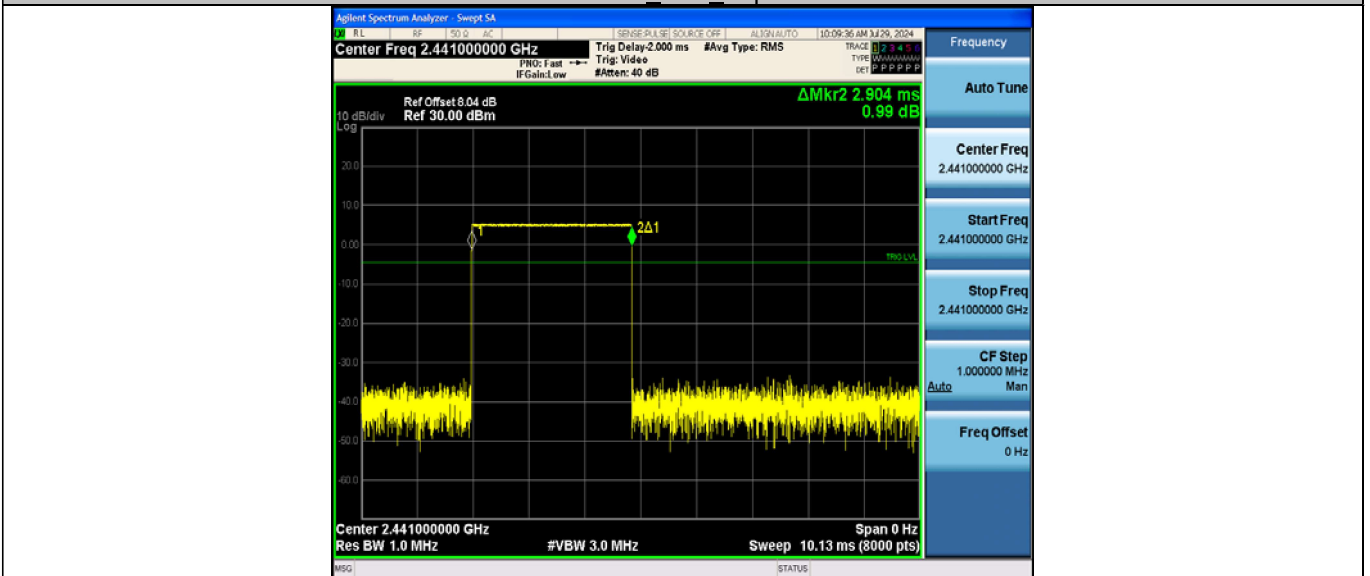 Agilent Spectrum Analyzer - Swept SA
RL RF 50 Ω AC SENSE:PULSE SOURCE OFF ALIGNAUTO 10:09:36 AM Jul 29, 2024
Center Freq 2.441000000 GHz
PNO: Fast
IFGain:Low
Trig Delay-2.000 ms #Avg Type: RMS
Trig: Video
#Atten: 40 dB
TRACE 1 2 3 4 5 6
TYPE WWWWWW
DET P P P P P P
ΔMkr2 2.904 ms
0.99 dB
Ref Offset 8.04 dB
10 dB/div Ref 30.00 dBm
Log
20.0
10.0
0.00
-10.0
-20.0
-30.0
-40.0
-50.0
-60.0
1
2Δ1
TRIG LVL
Center 2.441000000 GHz Span 0 Hz
Res BW 1.0 MHz #VBW 3.0 MHz Sweep 10.13 ms (8000 pts)
MSG STATUS
Frequency
Auto Tune
Center Freq
2.441000000 GHz
Start Freq
2.441000000 GHz
Stop Freq
2.441000000 GHz
CF Step
1.000000 MHz
Auto Man
Freq Offset
0 Hz